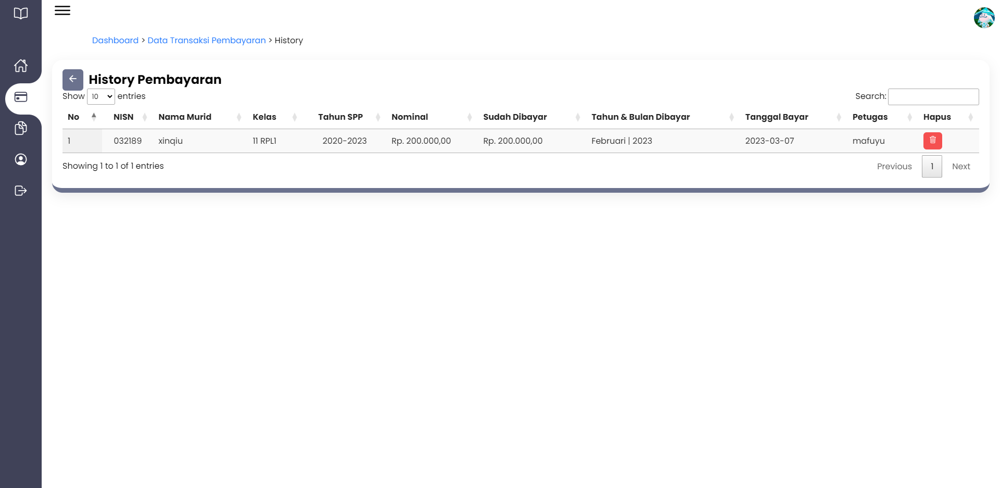 Dashboard > Data Transaksi Pembayaran > History
History Pembayaran
Show 10 entries Search:
No NISN Nama Murid Kelas Tahun SPP Nominal Sudah Dibayar Tahun & Bulan Dibayar Tanggal Bayar Petugas Hapus
1 032189 xinqiu 11 RPL1 2020-2023 Rp. 200.000,00 Rp. 200.000,00 Februari | 2023 2023-03-07 mafuyu
Showing 1 to 1 of 1 entries Previous 1 Next